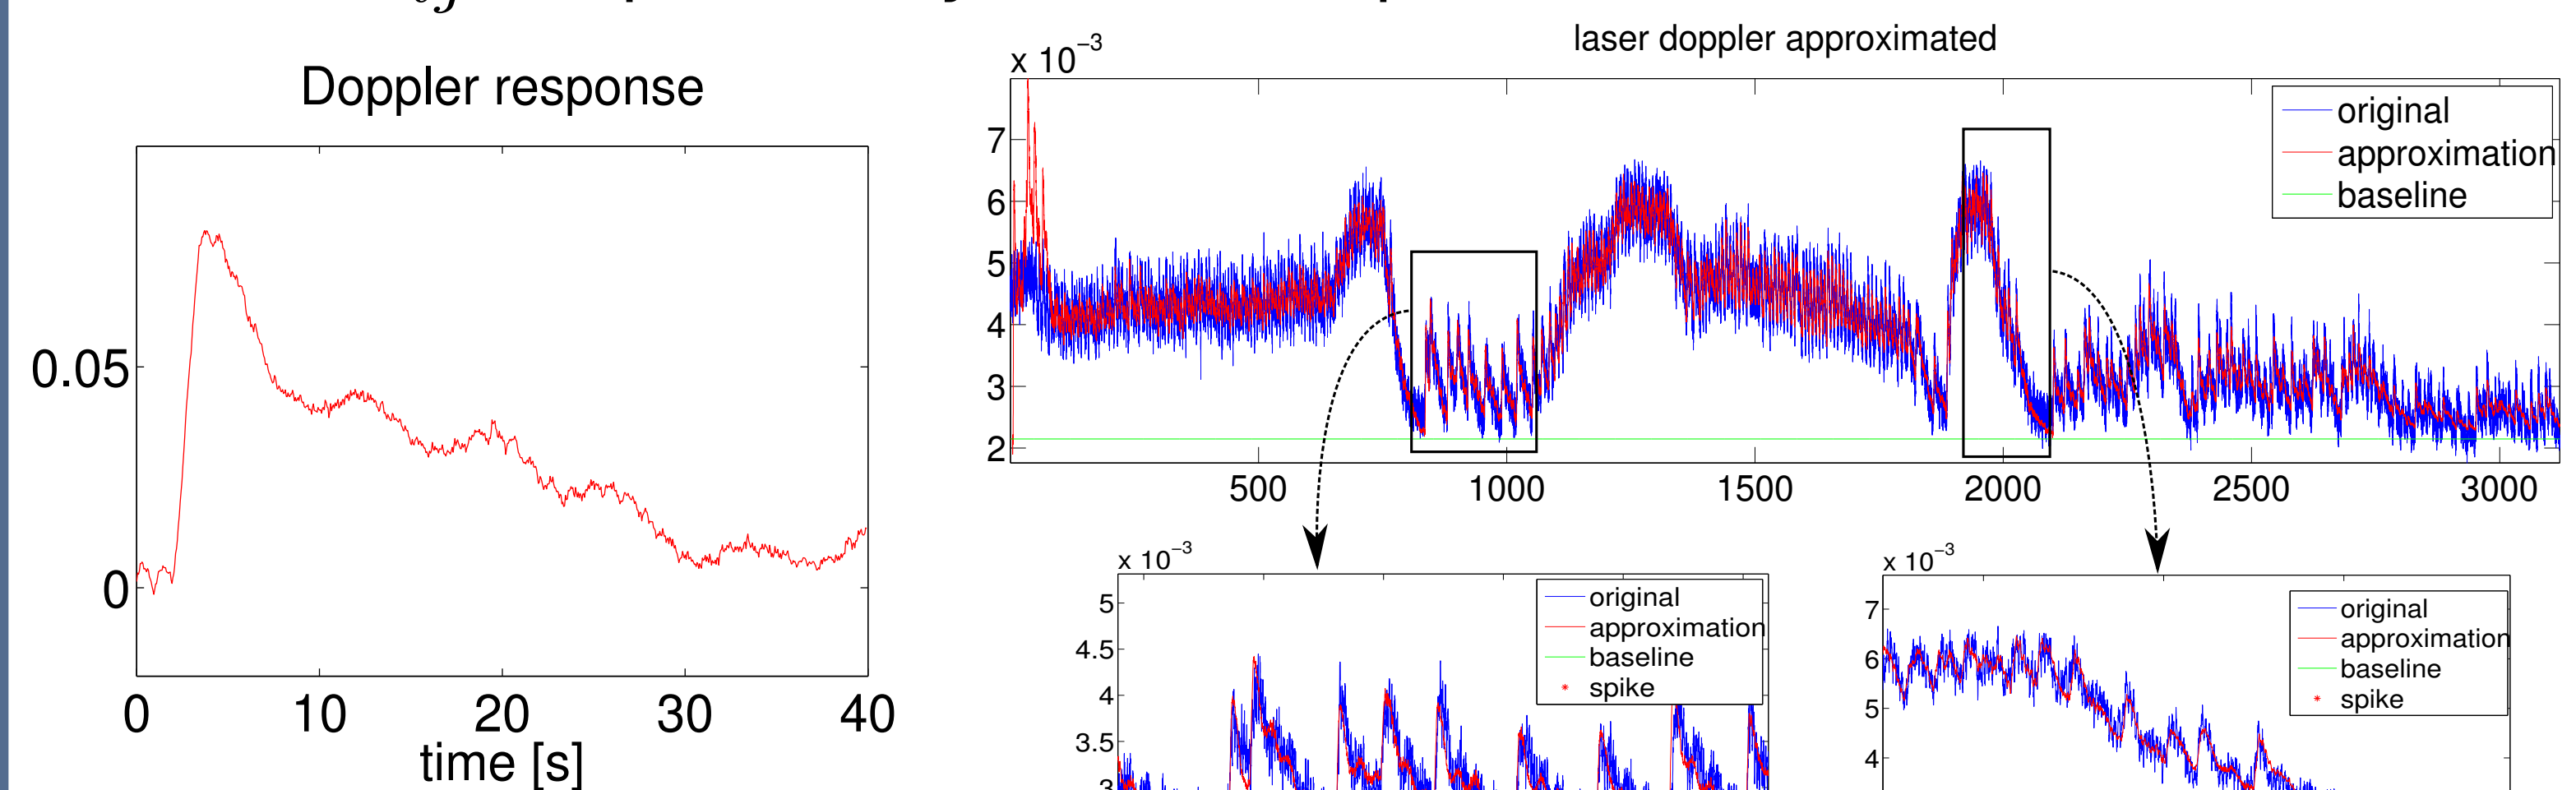 Doppler response
0.05
0
0 10 20 30 40
time [s]
laser doppler approximated
x 10⁻³
7
6
5
4
3
2
500 1000 1500 2000 2500 3000
original
approximation
baseline
x 10⁻³
5
4.5
4
3.5
3
original
approximation
baseline
spike
x 10⁻³
7
6
5
4
original
approximation
baseline
spike